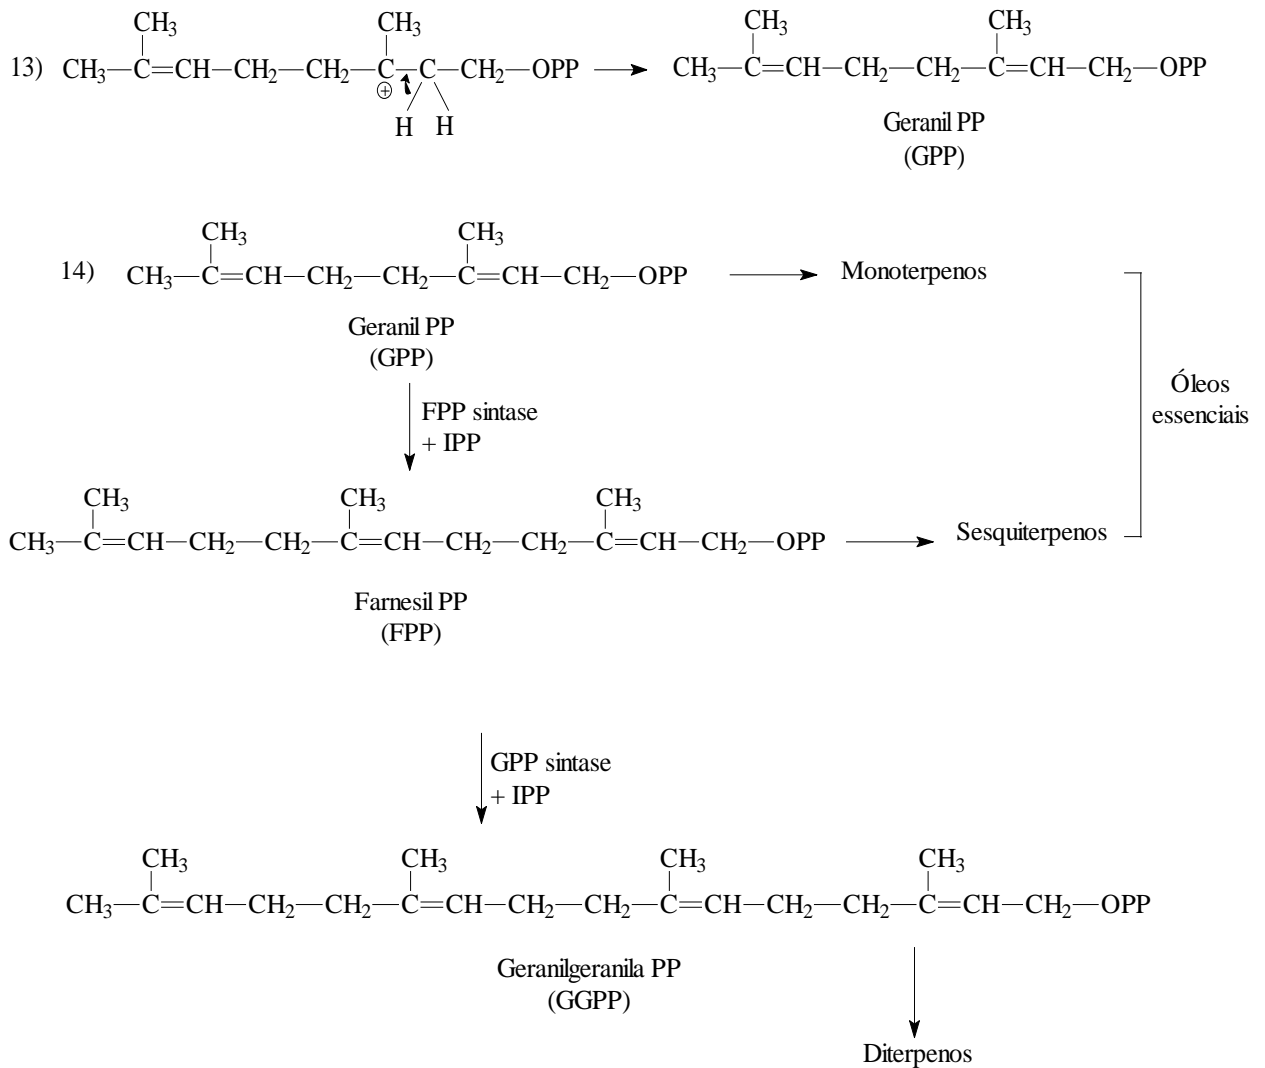 CH3 CH3 CH3 CH3
13) CH3—C=CH—CH2—CH2—C—C—CH2—OPP CH3—C=CH—CH2—CH2—C=CH—CH2—OPP
⊕
H H
Geranil PP
(GPP)
CH3 CH3
14) CH3—C=CH—CH2—CH2—C=CH—CH2—OPP Monoterpenos
Geranil PP
(GPP)
Óleos
essenciais
FPP sintase
+ IPP
CH3 CH3 CH3
CH3—C=CH—CH2—CH2—C=CH—CH2—CH2—C=CH—CH2—OPP Sesquiterpenos
Farnesil PP
(FPP)
GPP sintase
+ IPP
CH3 CH3 CH3 CH3
CH3—C=CH—CH2—CH2—C=CH—CH2—CH2—C=CH—CH2—CH2—C=CH—CH2—OPP
Geranilgeranila PP
(GGPP)
Diterpenos